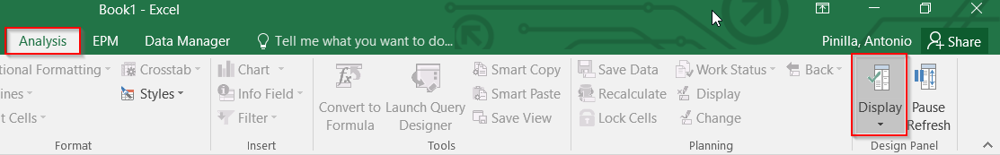 Book1 - Excel
Analysis EPM Data Manager Tell me what you want to do... Pinilla, Antonio Share
tional Formatting Crosstab Chart Smart Copy Save Data Work Status Back
ines Styles Info Field Smart Paste Recalculate Display
t Cells Filter Save View Lock Cells Change
Convert to Formula
Launch Query Designer
Display
Pause Refresh
Format Insert Tools Planning Design Panel